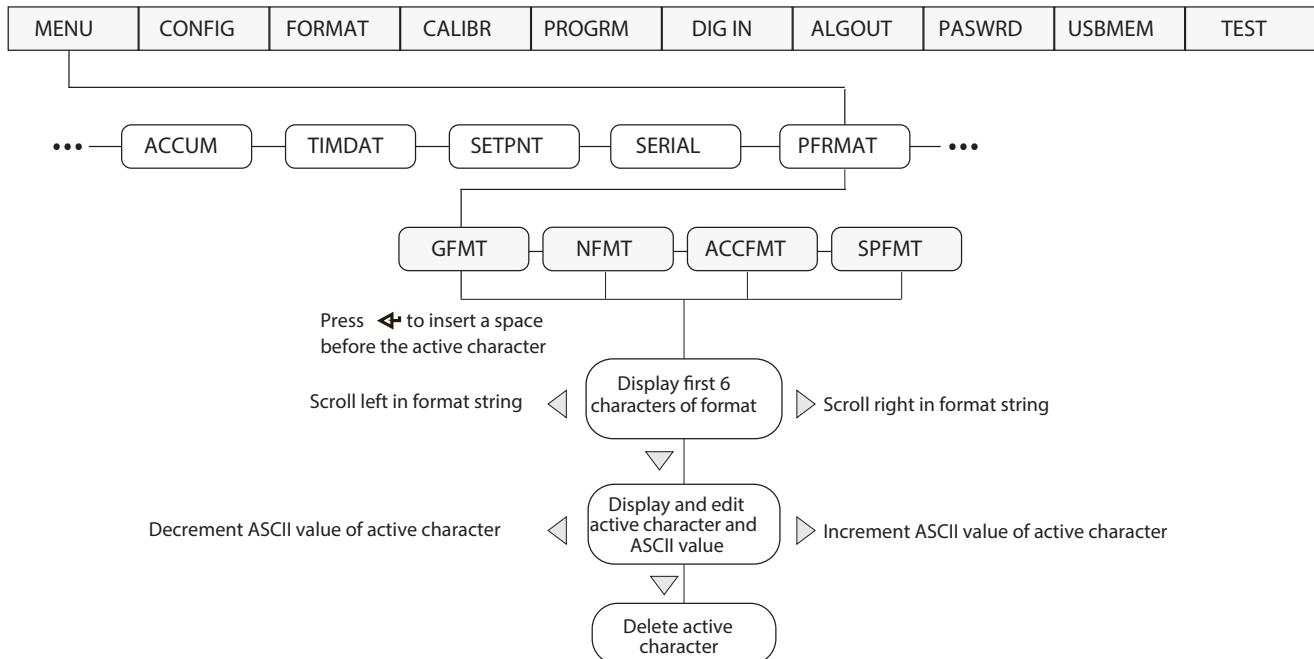 MENU CONFIG FORMAT CALIBR PROGRM DIG IN ALGOUT PASWRD USBMEM TEST
••• ACCUM TIMDAT SETPNT SERIAL PFRMAT •••
GFMT NFMT ACCFMT SPFMT
Press to insert a space
before the active character
Display first 6
characters of format
Scroll left in format string
Scroll right in format string
Display and edit
active character and
ASCII value
Decrement ASCII value of active character
Increment ASCII value of active character
Delete active
character